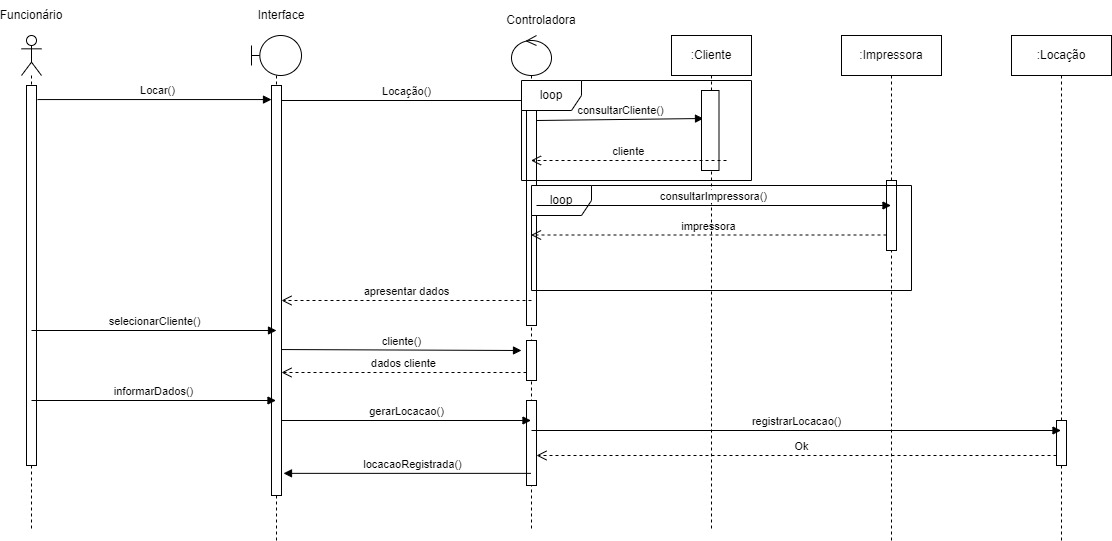 Funcionário
Interface
Controladora
:Cliente
:Impressora
:Locação
Locar()
Locação()
loop
consultarCliente()
cliente
loop
consultarImpressora()
impressora
apresentar dados
selecionarCliente()
cliente()
dados cliente
informarDados()
gerarLocacao()
registrarLocacao()
Ok
locacaoRegistrada()